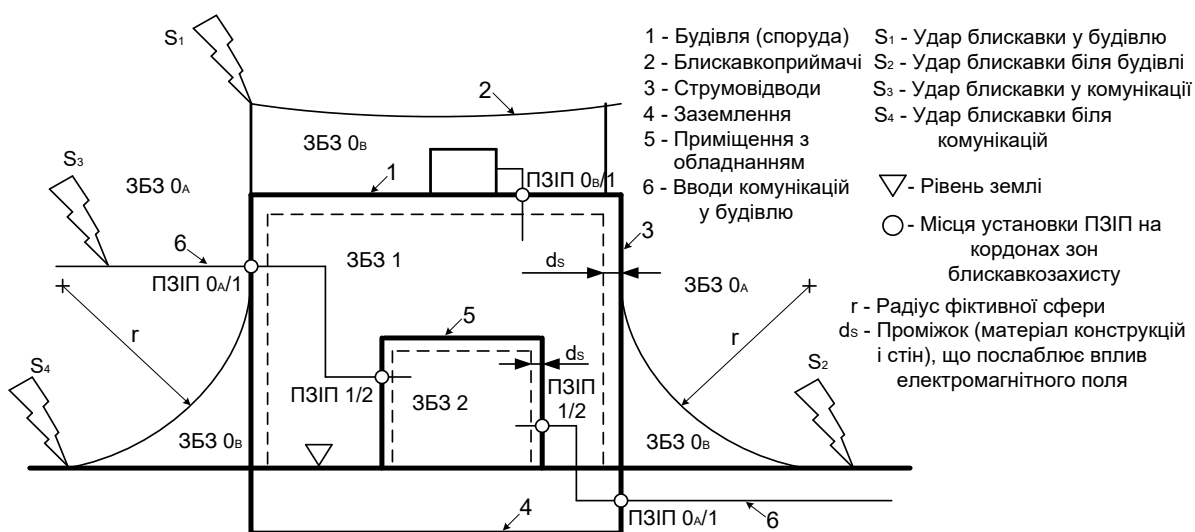 S1
2
ЗБЗ 0В
S3
ЗБЗ 0А
1
ПЗІП 0В/1
6
ЗБЗ 1
3
ПЗІП 0А/1
dS
ЗБЗ 0А
r
5
r
dS
S4
ПЗІП 1/2
ЗБЗ 2
ПЗІП
1/2
S2
ЗБЗ 0В
ЗБЗ 0В
4
ПЗІП 0А/1
6
1 - Будівля (споруда)
2 - Блискавкоприймачі
3 - Струмовідводи
4 - Заземлення
5 - Приміщення з
обладнанням
6 - Вводи комунікацій
у будівлю
S1 - Удар блискавки у будівлю
S2 - Удар блискавки біля будівлі
S3 - Удар блискавки у комунікації
S4 - Удар блискавки біля
комунікацій
- Рівень землі
- Місця установки ПЗІП на
кордонах зон
блискавкозахисту
r - Радіус фіктивної сфери
dS - Проміжок (матеріал конструкцій
і стін), що послаблює вплив
електромагнітного поля